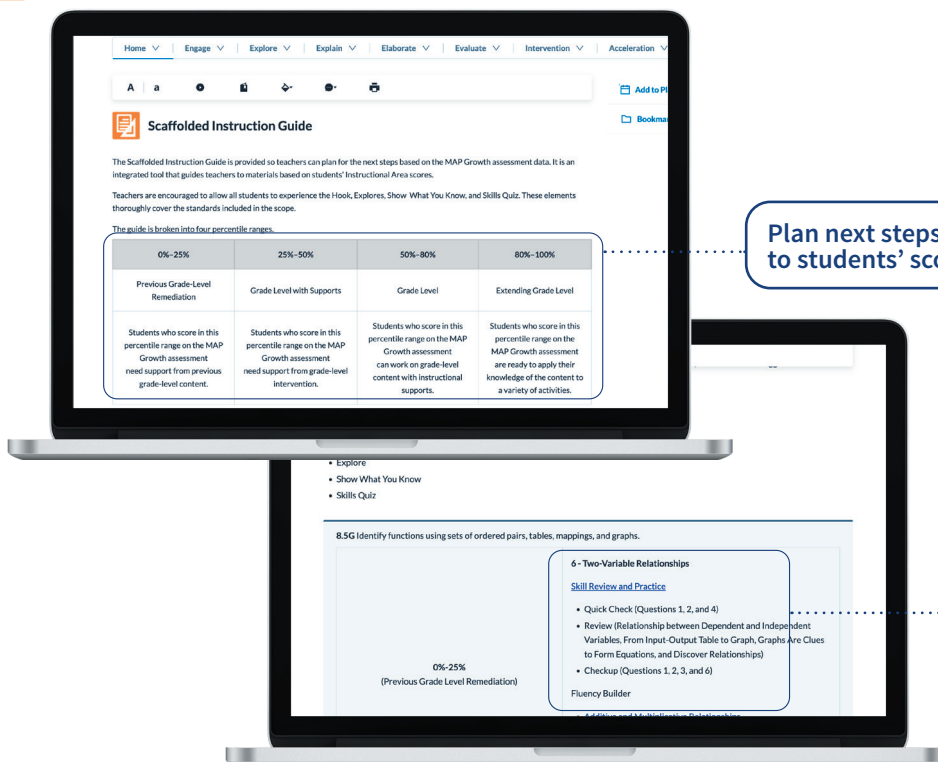 Home
Engage
Explore
Explain
Elaborate
Evaluate
Intervention
Acceleration
A a
Add to Pl
Bookma
Scaffolded Instruction Guide
The Scaffolded Instruction Guide is provided so teachers can plan for the next steps based on the MAP Growth assessment data. It is an
integrated tool that guides teachers to materials based on students' Instructional Area scores.
Teachers are encouraged to allow all students to experience the Hook, Explores, Show What You Know, and Skills Quiz. These elements
thoroughly cover the standards included in the scope.
The guide is broken into four percentile ranges.
0%–25%
25%–50%
50%–80%
80%–100%
Previous Grade-Level
Remediation
Grade Level with Supports
Grade Level
Extending Grade Level
Students who score in this
percentile range on the MAP
Growth assessment
need support from previous
grade-level content.
Students who score in this
percentile range on the MAP
Growth assessment
need support from grade-level
intervention.
Students who score in this
percentile range on the MAP
Growth assessment
can work on grade-level
content with instructional
supports.
Students who score in this
percentile range on the
MAP Growth assessment
are ready to apply their
knowledge of the content to
a variety of activities.
Plan next steps
to students' sco
• Explore
• Show What You Know
• Skills Quiz
8.5G Identify functions using sets of ordered pairs, tables, mappings, and graphs.
0%-25%
(Previous Grade Level Remediation)
6 - Two-Variable Relationships
Skill Review and Practice
• Quick Check (Questions 1, 2, and 4)
• Review (Relationship between Dependent and Independent
Variables, From Input-Output Table to Graph, Graphs Are Clues
to Form Equations, and Discover Relationships)
• Checkup (Questions 1, 2, 3, and 6)
Fluency Builder
• Additive and Multiplicative Relationships